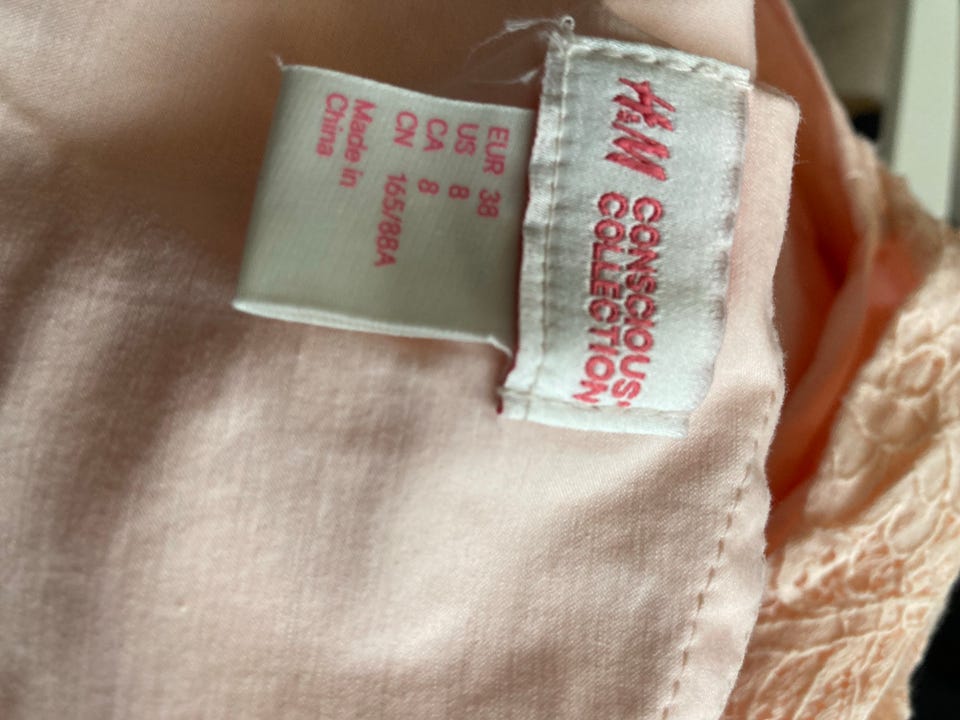 H&M
CONSCIOUS
COLLECTION
EUR 38
US 8
CA 8
CN 165/88A
Made in
China